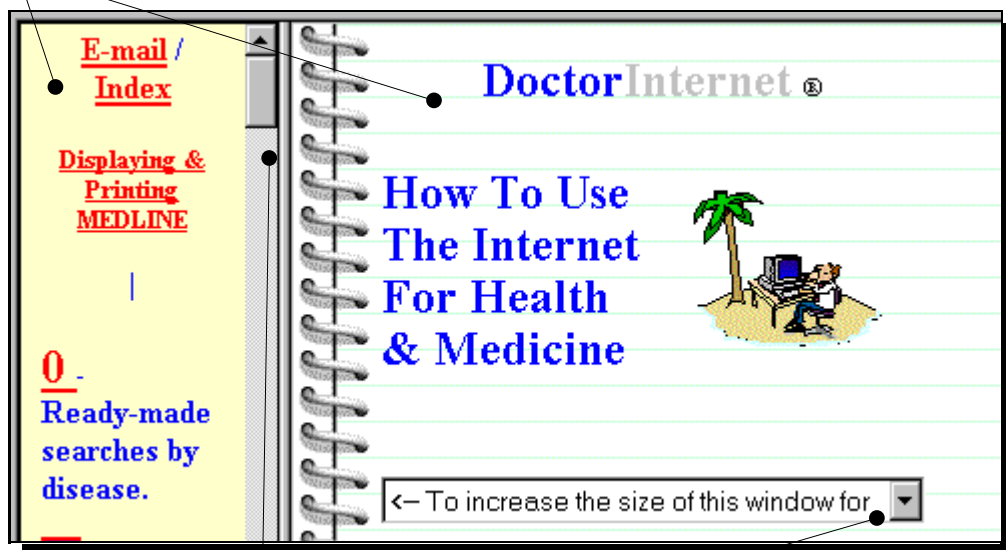 E-mail /
Index
Displaying &
Printing
MEDLINE
|
0 -
Ready-made
searches by
disease.
DoctorInternet ®
How To Use
The Internet
For Health
& Medicine
<– To increase the size of this window for